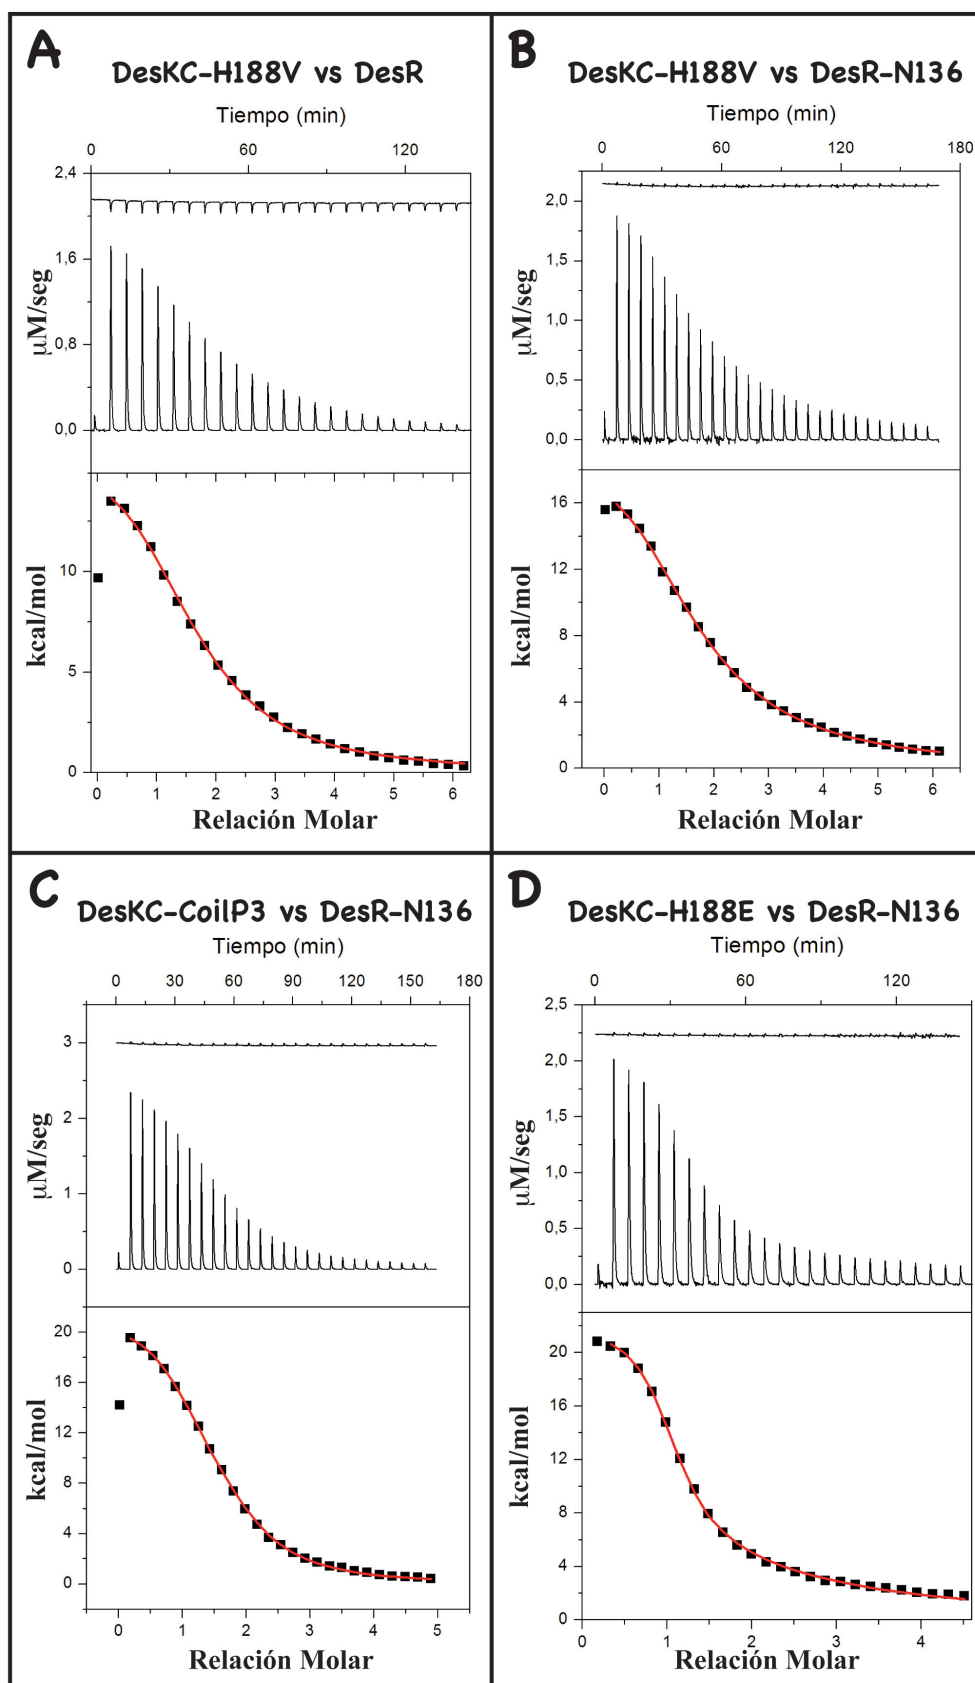 A
DesKC-H188V vs DesR
Tiempo (min)
0 60 120
2,4
1,6
0,8
0,0
µM/seg
10
5
0
kcal/mol
0 1 2 3 4 5 6
Relación Molar
B
DesKC-H188V vs DesR-N136
Tiempo (min)
0 60 120 180
2,0
1,5
1,0
0,5
0,0
µM/seg
16
12
8
4
0
kcal/mol
0 1 2 3 4 5 6
Relación Molar
C
DesKC-CoilP3 vs DesR-N136
Tiempo (min)
0 30 60 90 120 150 180
3
2
1
0
µM/seg
20
16
12
8
4
0
kcal/mol
0 1 2 3 4 5
Relación Molar
D
DesKC-H188E vs DesR-N136
Tiempo (min)
0 60 120
2,5
2,0
1,5
1,0
0,5
0,0
µM/seg
20
16
12
8
4
0
kcal/mol
0 1 2 3 4
Relación Molar